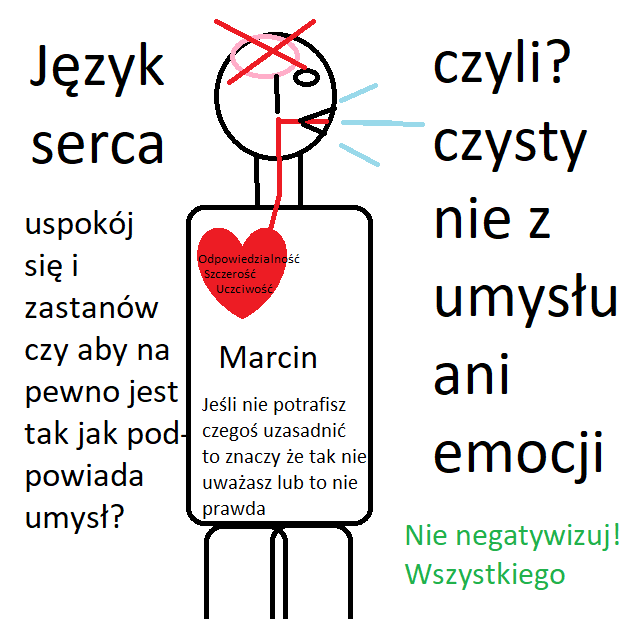 Język
serca
uspokój
się i
zastanów
czy aby na
pewno jest
tak jak pod-
powiada
umysł?
Odpowiedzialność
Szczerość
Uczciwość
Marcin
Jeśli nie potrafisz
czegoś uzasadnić
to znaczy że tak nie
uważasz lub to nie
prawda
czyli?
czysty
nie z
umysłu
ani
emocji
Nie negatywizuj!
Wszystkiego